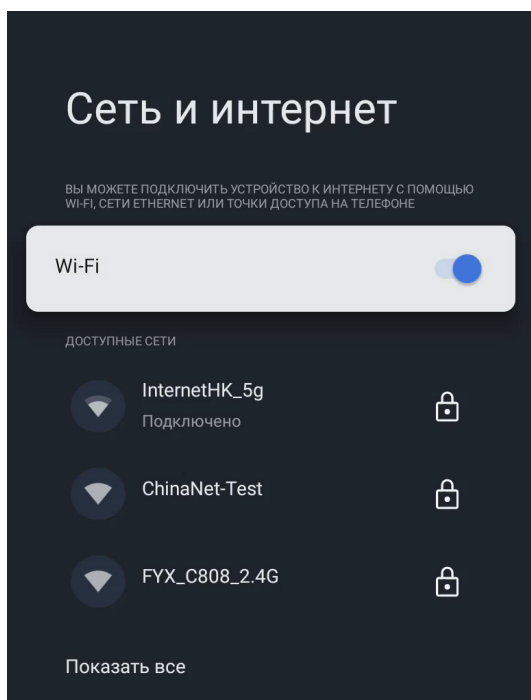 Сеть и интернет
ВЫ МОЖЕТЕ ПОДКЛЮЧИТЬ УСТРОЙСТВО К ИНТЕРНЕТУ С ПОМОЩЬЮ
WI-FI, СЕТИ ETHERNET ИЛИ ТОЧКИ ДОСТУПА НА ТЕЛЕФОНЕ
Wi-Fi
ДОСТУПНЫЕ СЕТИ
InternetHK_5g
Подключено
ChinaNet-Test
FYX_C808_2.4G
Показать все